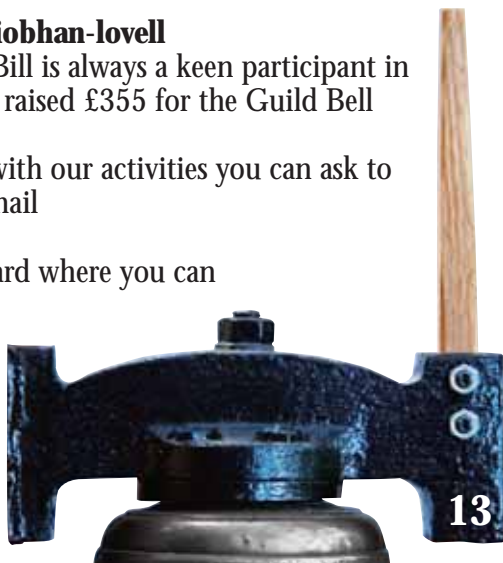 iobhan-lovell
Bill is always a keen participant in
raised £355 for the Guild Bell
with our activities you can ask to
nail
ard where you can
13